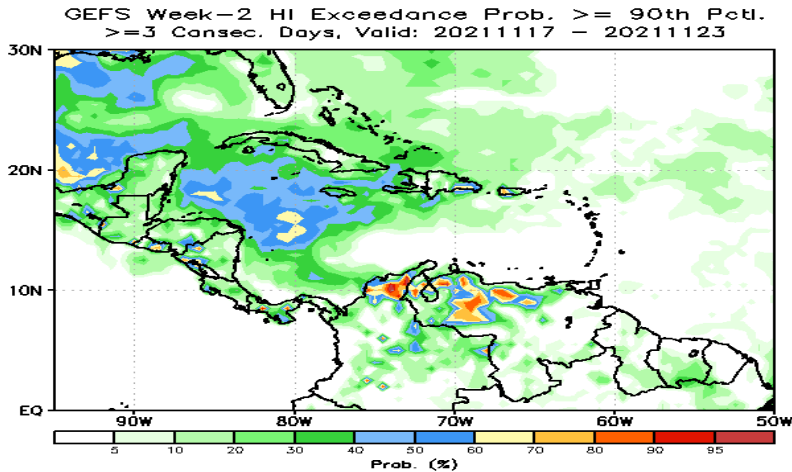 GEFS Week-2 HI Exceedance Prob. >= 90th Pctl.
>=3 Consec. Days, Valid: 20211117 - 20211123
30N
20N
10N
EQ
90W 80W 70W 60W 50W
5 10 20 30 40 50 60 70 80 90 95
Prob. (%)